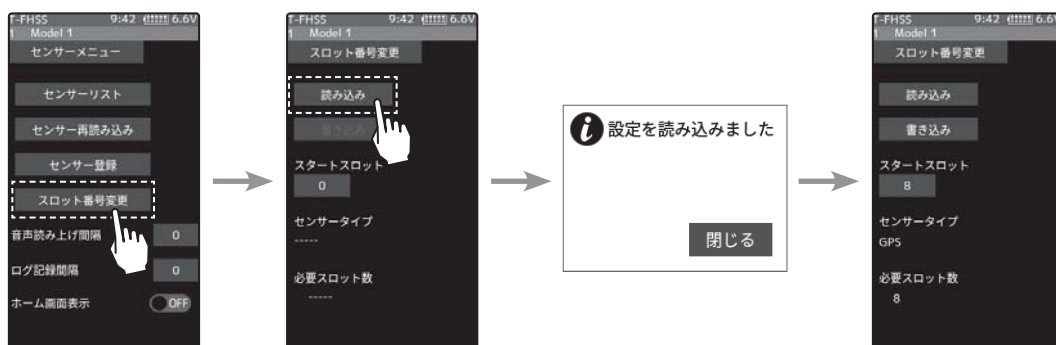 T-FHSS 9:42 6.6V
1 Model 1
センサーメニュー
センサーリスト
センサー再読み込み
センサー登録
スロット番号変更
音声読み上げ間隔 0
ログ記録間隔 0
ホーム画面表示 OFF
T-FHSS 9:42 6.6V
1 Model 1
スロット番号変更
読み込み
書き込み
スタートスロット
0
センサータイプ
-----
必要スロット数
-----
i 設定を読み込みました
閉じる
T-FHSS 9:42 6.6V
1 Model 1
スロット番号変更
読み込み
書き込み
スタートスロット
8
センサータイプ
GPS
必要スロット数
8